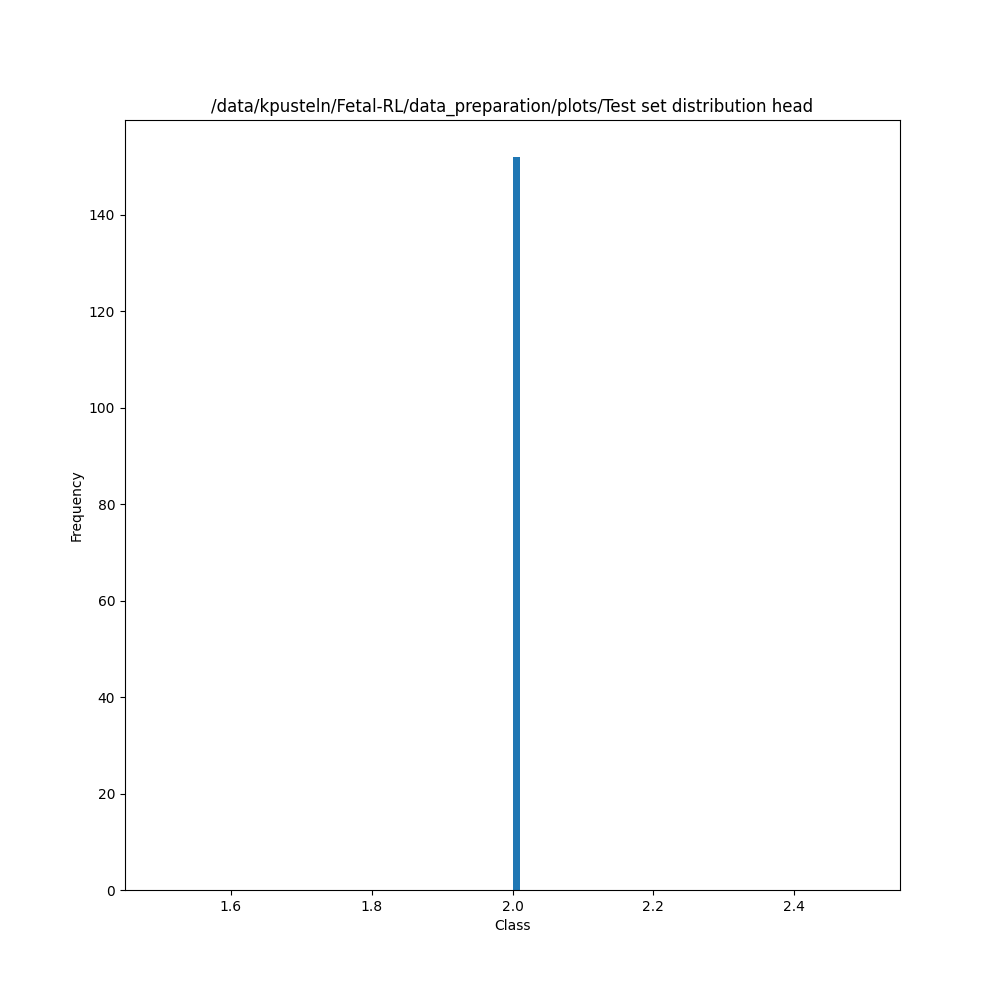 /data/kpusteln/Fetal-RL/data_preparation/plots/Test set distribution head
140
120
100
80
60
40
20
0
Frequency
1.6 1.8 2.0 2.2 2.4
Class